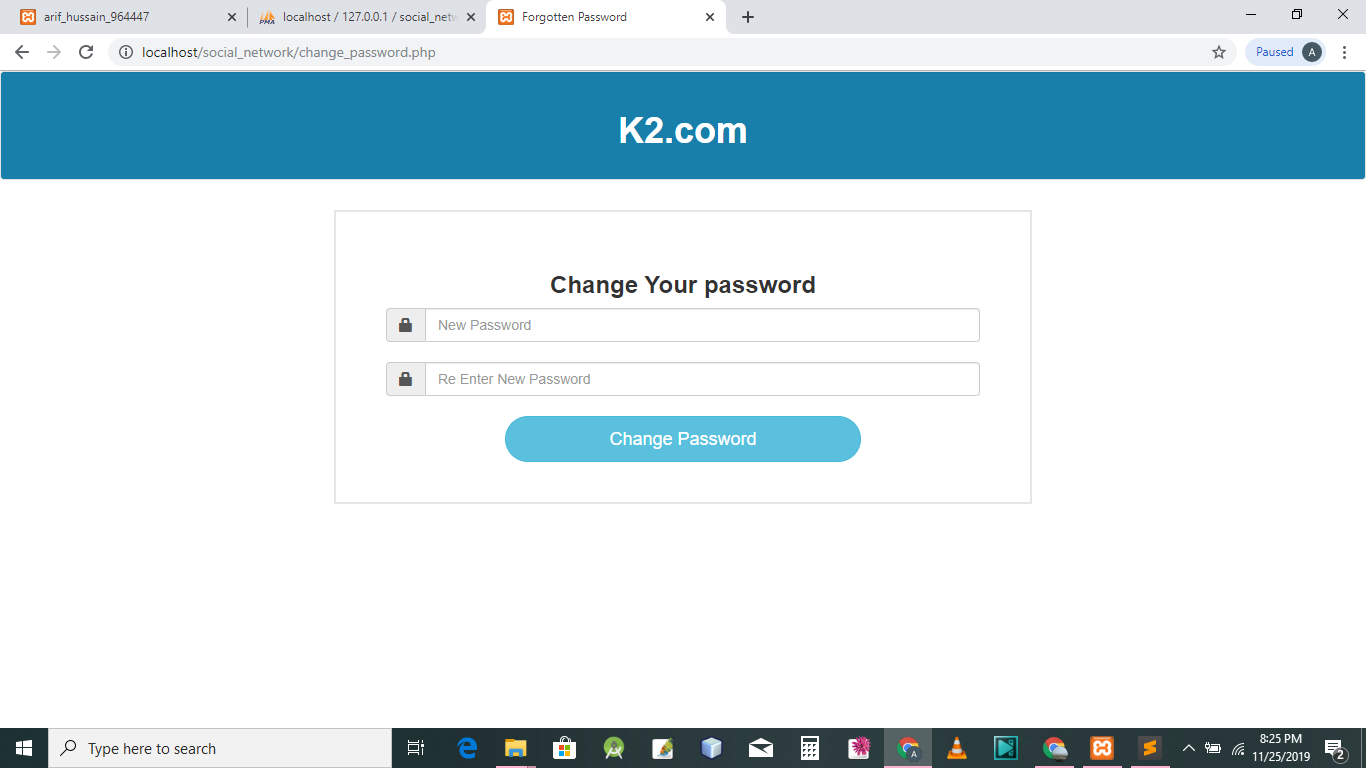 arif_hussain_964447
localhost / 127.0.0.1 / social_netw
Forgotten Password
localhost/social_network/change_password.php
Paused
A
K2.com
Change Your password
New Password
Re Enter New Password
Change Password
Type here to search
A
8:25 PM
11/25/2019
2